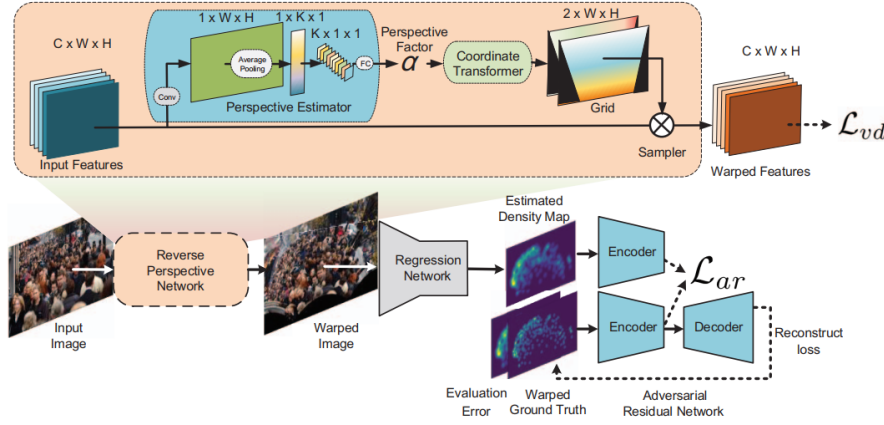 C x W x H
1 x W x H
1 x K x 1
K x 1 x 1
Conv
Average
Pooling
FC
Perspective Estimator
Perspective
Factor
α
Coordinate
Transformer
2 x W x H
Grid
Sampler
Input Features
C x W x H
Warped Features
ℒvd
Input
Image
Reverse
Perspective
Network
Warped
Image
Regression
Network
Estimated
Density Map
Encoder
ℒar
Encoder
Decoder
Reconstruct
loss
Evaluation
Error
Warped
Ground Truth
Adversarial
Residual Network